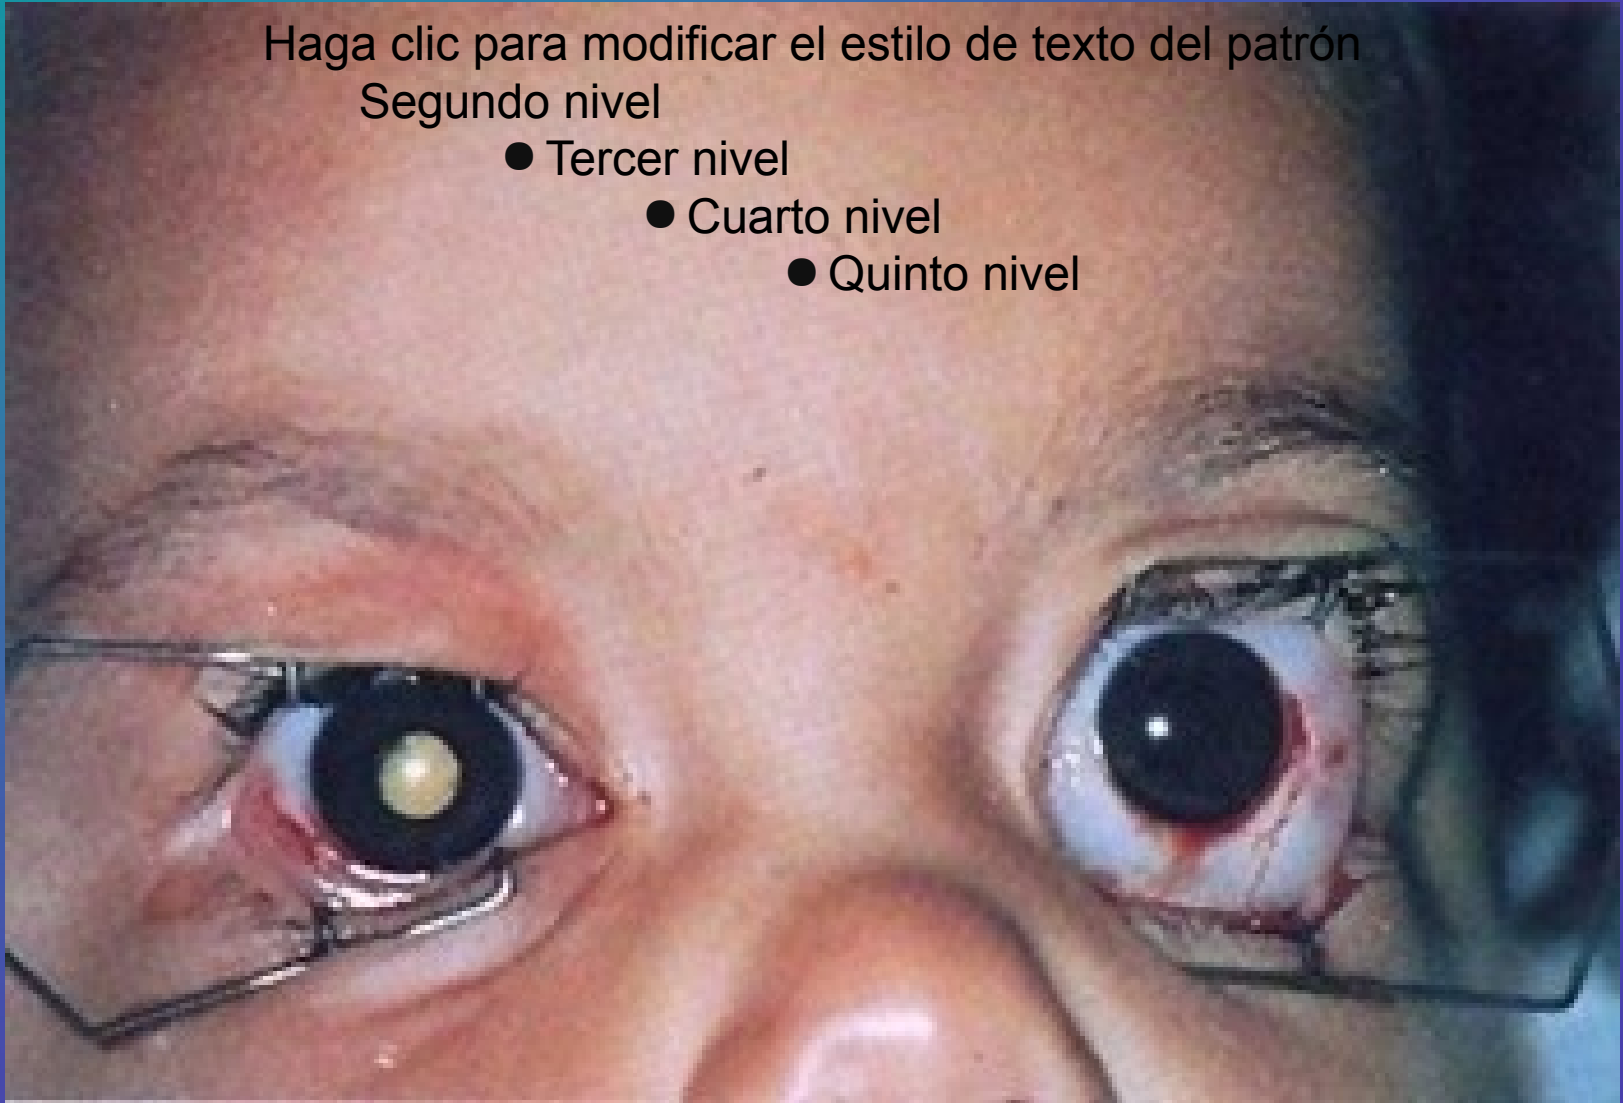 Haga clic para modificar el estilo de texto del patrón
Segundo nivel
● Tercer nivel
● Cuarto nivel
● Quinto nivel